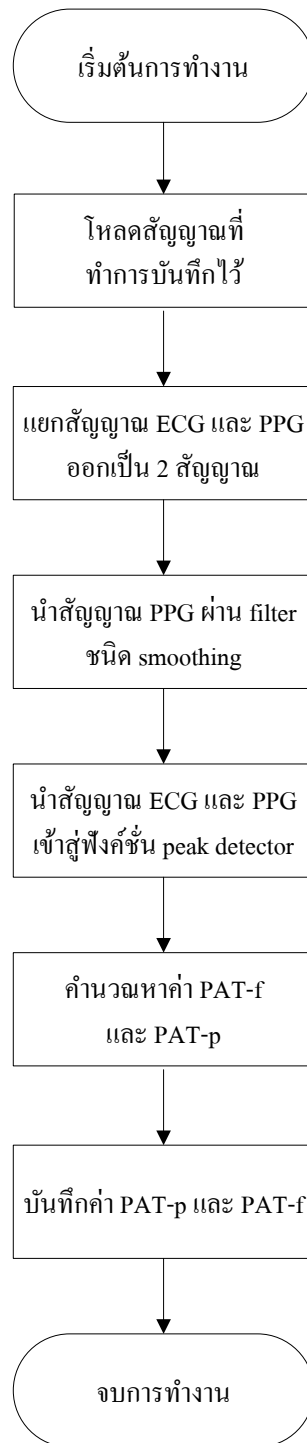 เริ่มต้นการทำงาน
โหลดสัญญาณที่
ทำการบันทึกไว้
แยกสัญญาณ ECG และ PPG
ออกเป็น 2 สัญญาณ
นำสัญญาณ PPG ผ่าน filter
ชนิด smoothing
นำสัญญาณ ECG และ PPG
เข้าสู่ฟังค์ชั่น peak detector
คำนวณหาค่า PAT-f
และ PAT-p
บันทึกค่า PAT-p และ PAT-f
จบการทำงาน